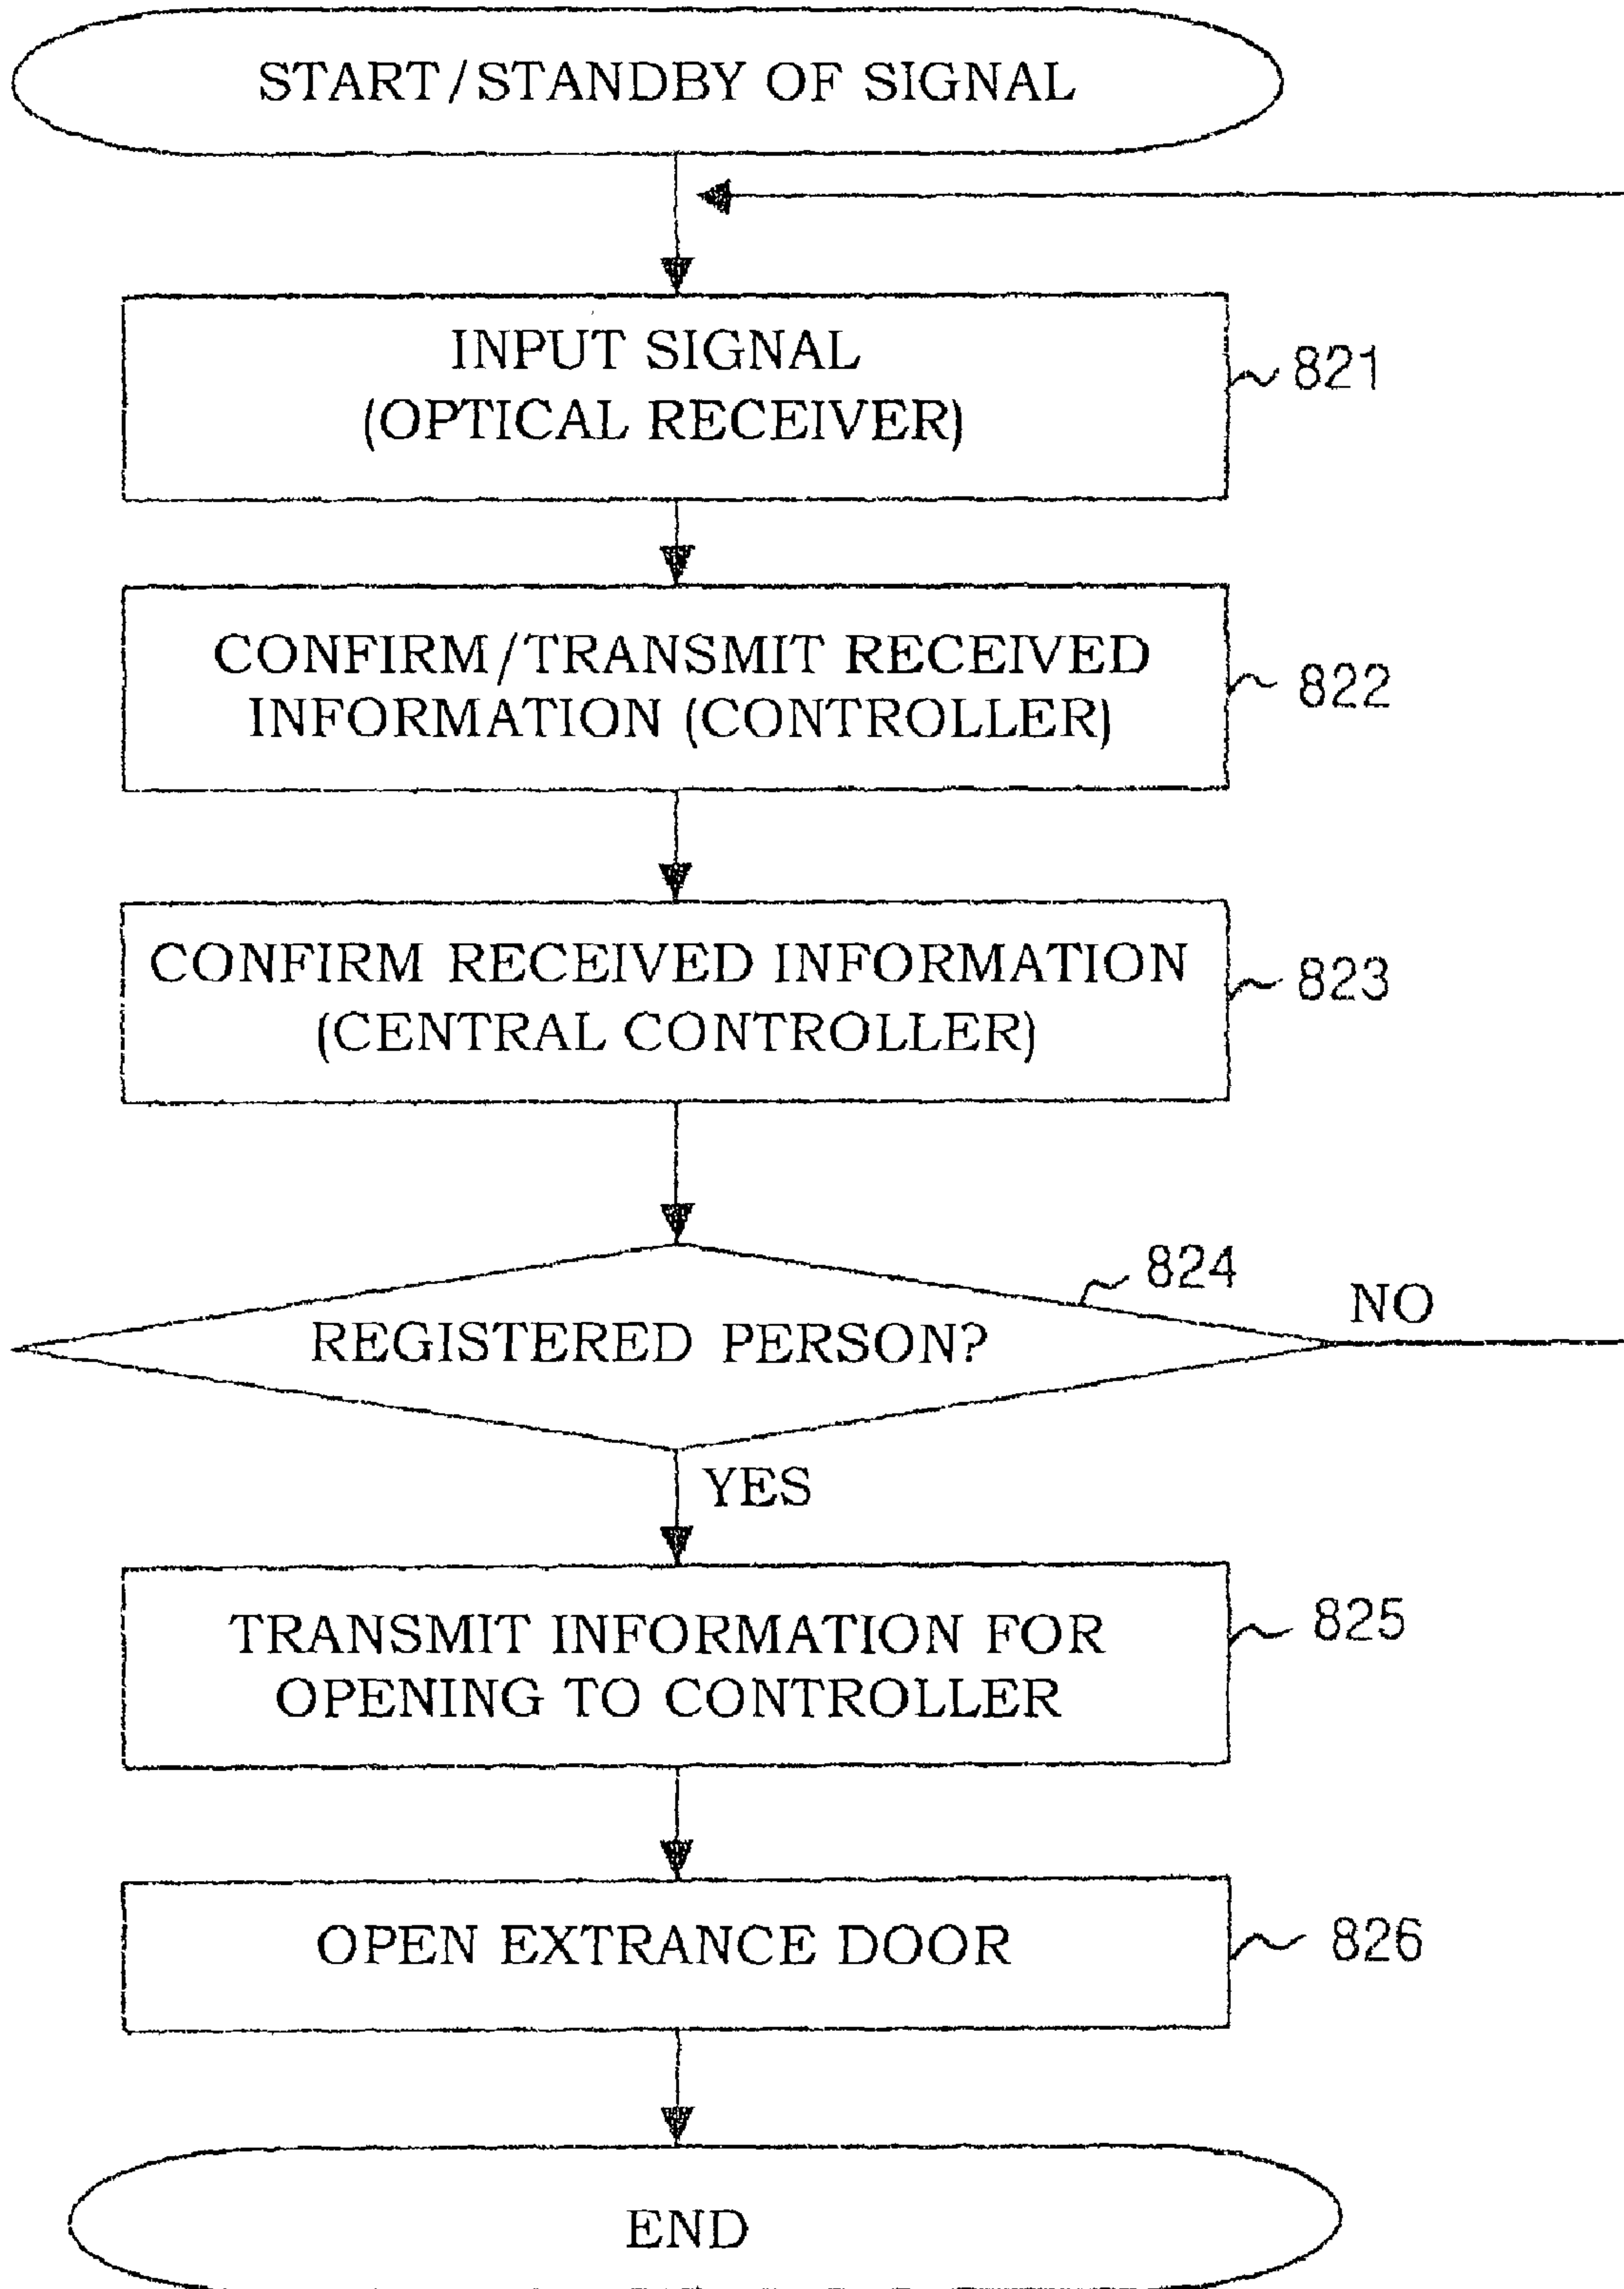 START/STANDBY OF SIGNAL
INPUT SIGNAL
(OPTICAL RECEIVER)
821
CONFIRM/TRANSMIT RECEIVED
INFORMATION (CONTROLLER)
822
CONFIRM RECEIVED INFORMATION
(CENTRAL CONTROLLER)
823
824
NO
REGISTERED PERSON?
YES
TRANSMIT INFORMATION FOR
OPENING TO CONTROLLER
825
OPEN EXTRANCE DOOR
826
END